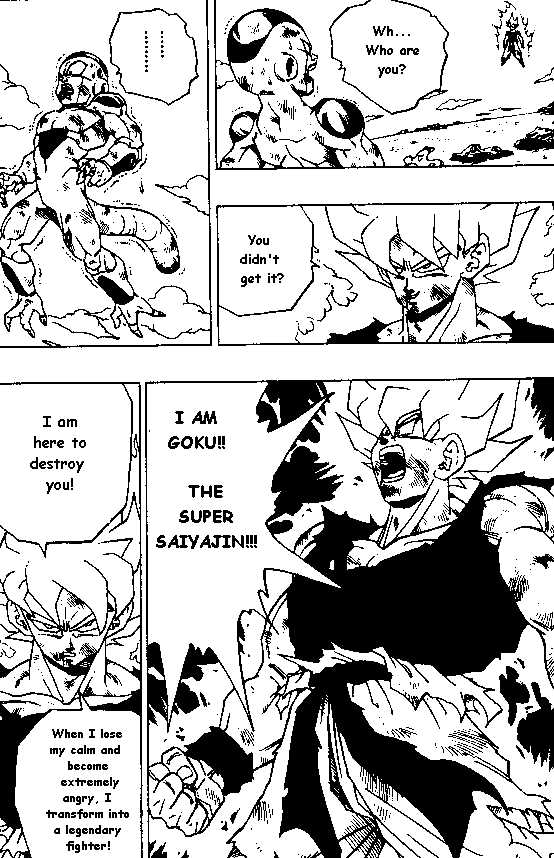 ......
Wh...
Who are
you?
You
didn't
get it?
I am
here to
destroy
you!
When I lose
my calm and
become
extremely
angry, I
transform into
a legendary
fighter!
I AM
GOKU!!
THE
SUPER
SAIYAJIN!!!